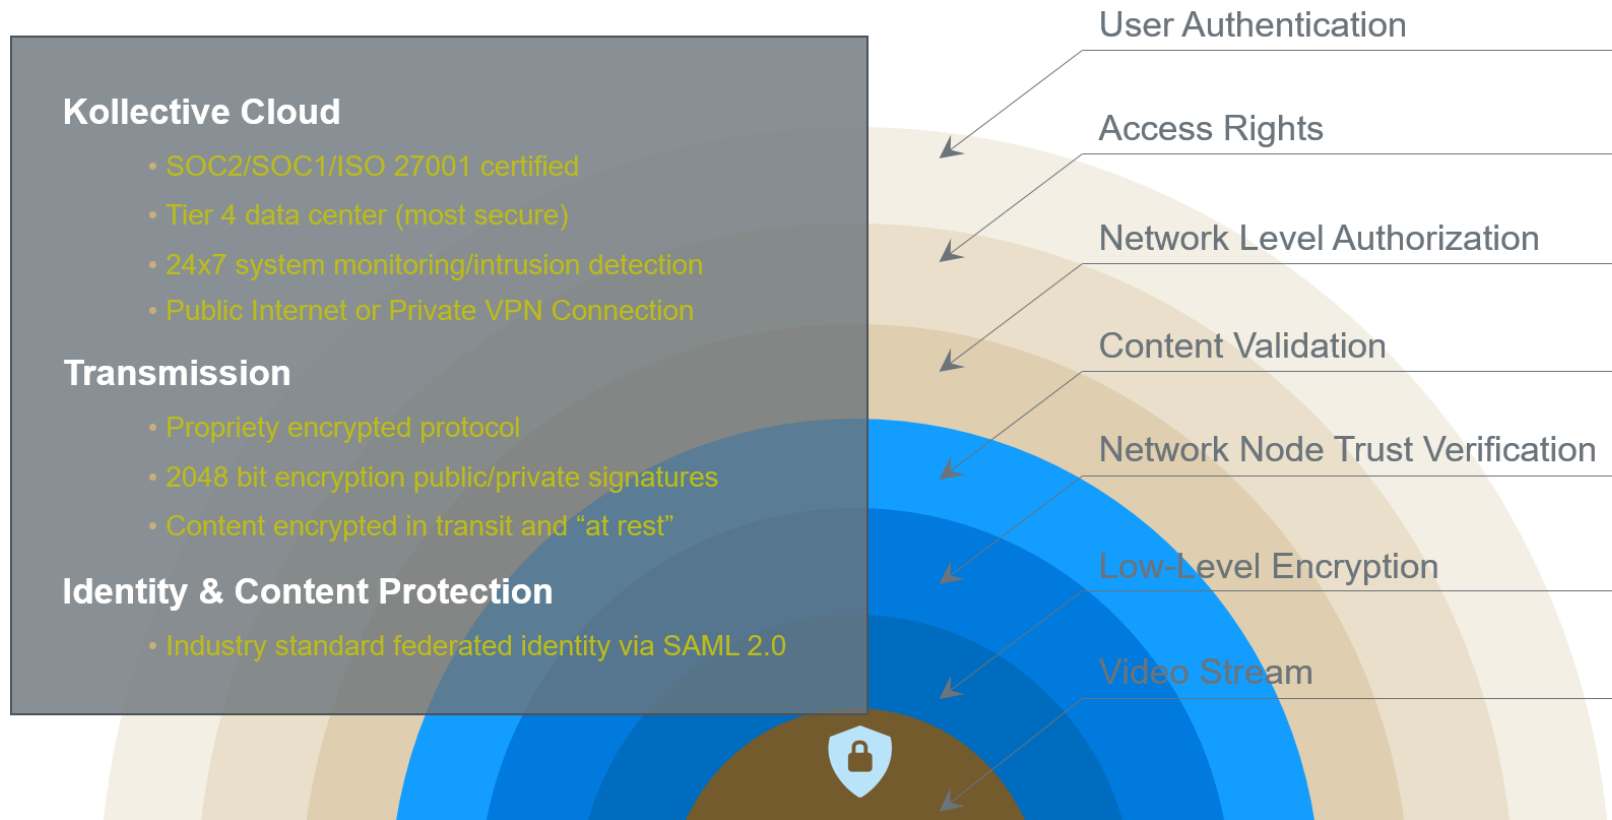 Kollective Cloud
• SOC2/SOC1/ISO 27001 certified
• Tier 4 data center (most secure)
• 24x7 system monitoring/intrusion detection
• Public Internet or Private VPN Connection
Transmission
• Propriety encrypted protocol
• 2048 bit encryption public/private signatures
• Content encrypted in transit and “at rest”
Identity & Content Protection
• Industry standard federated identity via SAML 2.0
User Authentication
Access Rights
Network Level Authorization
Content Validation
Network Node Trust Verification
Low-Level Encryption
Video Stream